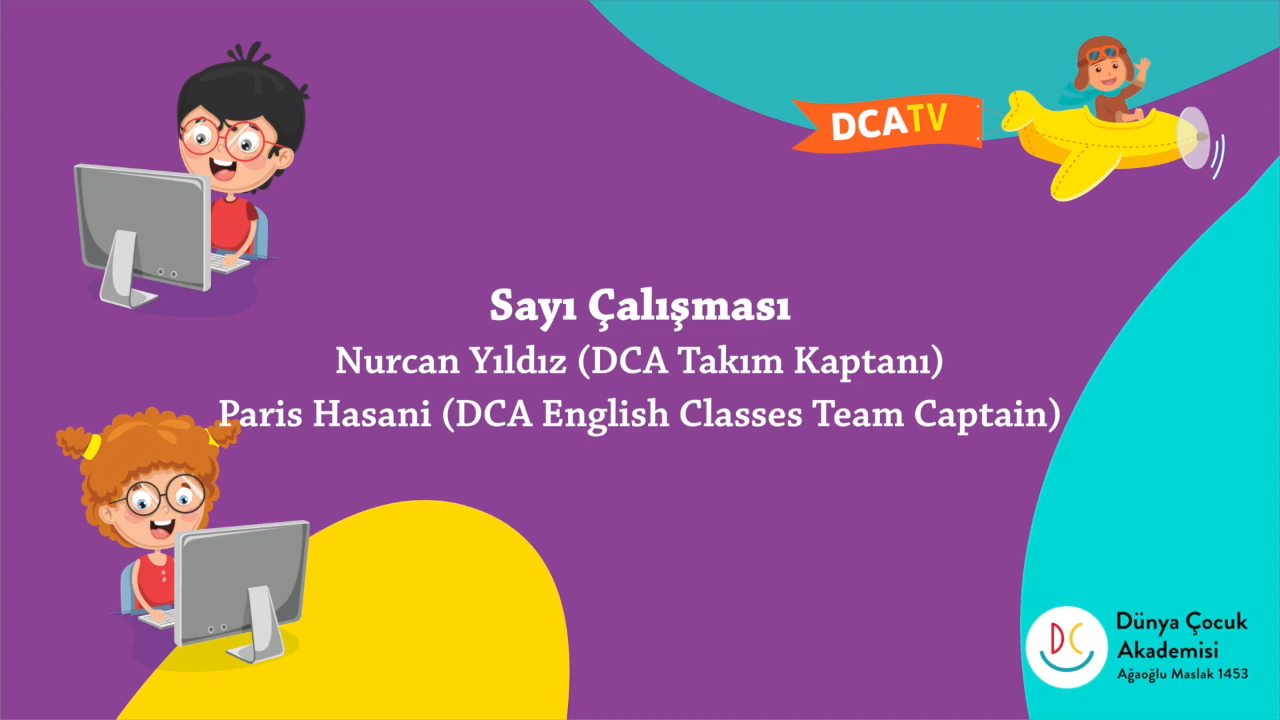 DCATV
Sayı Çalışması
Nurcan Yıldız (DCA Takım Kaptanı)
Paris Hasani (DCA English Classes Team Captain)
DC
Dünya Çocuk
Akademisi
Ağaoğlu Maslak 1453